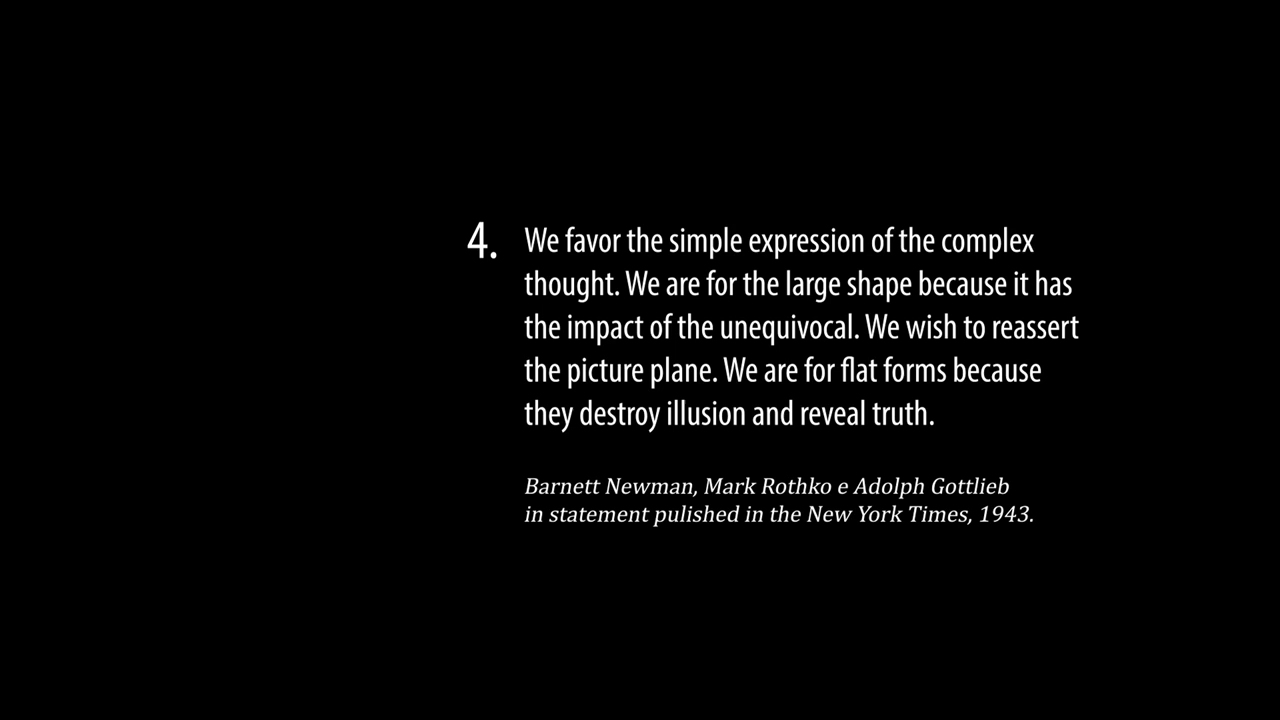 4. We favor the simple expression of the complex
thought. We are for the large shape because it has
the impact of the unequivocal. We wish to reassert
the picture plane. We are for flat forms because
they destroy illusion and reveal truth.
Barnett Newman, Mark Rothko e Adolph Gottlieb
in statement pulished in the New York Times, 1943.